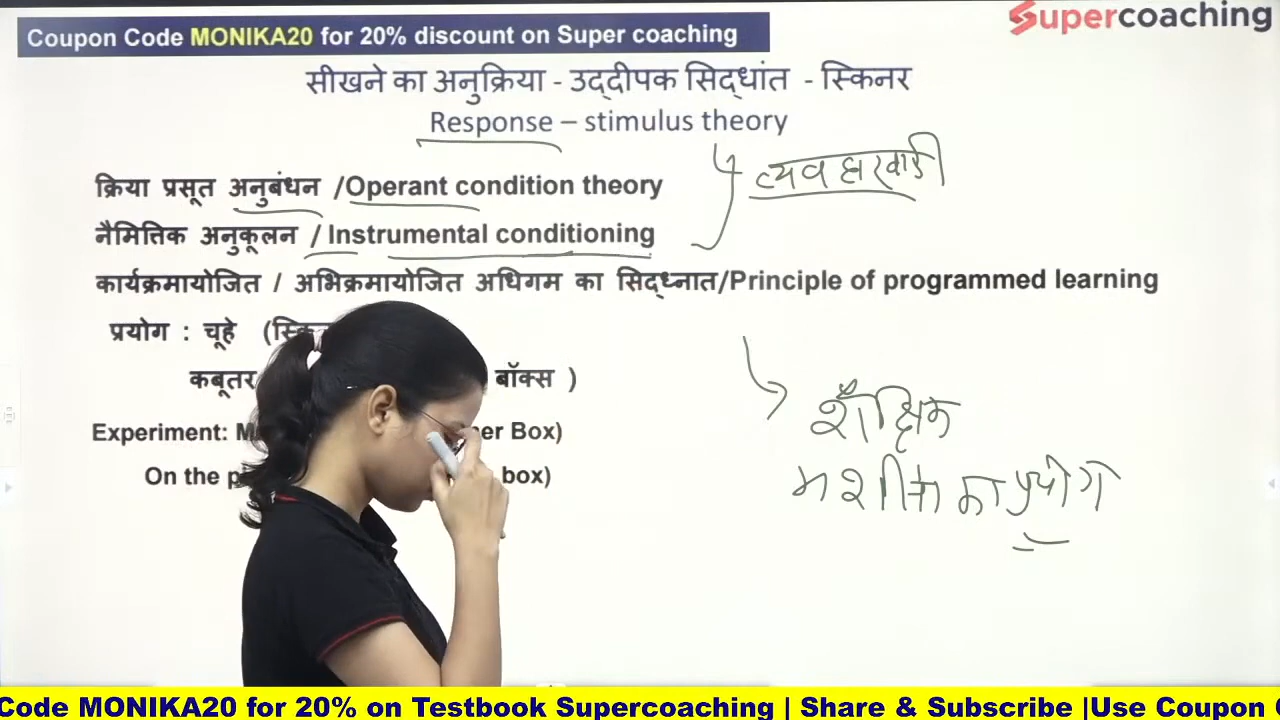 Coupon Code MONIKA20 for 20% discount on Super coaching
Supercoaching
सीखने का अनुक्रिया - उद्दीपक सिद्धांत - स्किनर
Response – stimulus theory
क्रिया प्रसूत अनुबंधन /Operant condition theory
व्यवहारवादी
नैमित्तिक अनुकूलन / Instrumental conditioning
कार्यक्रमायोजित / अभिक्रमायोजित अधिगम का सिद्ध्नात/Principle of programmed learning
प्रयोग : चूहे
कबूतर बॉक्स )
शैक्षिक
Experiment: Box)
मशीनों का प्रयोग
On the box)
Code MONIKA20 for 20% on Testbook Supercoaching | Share & Subscribe |Use Coupon